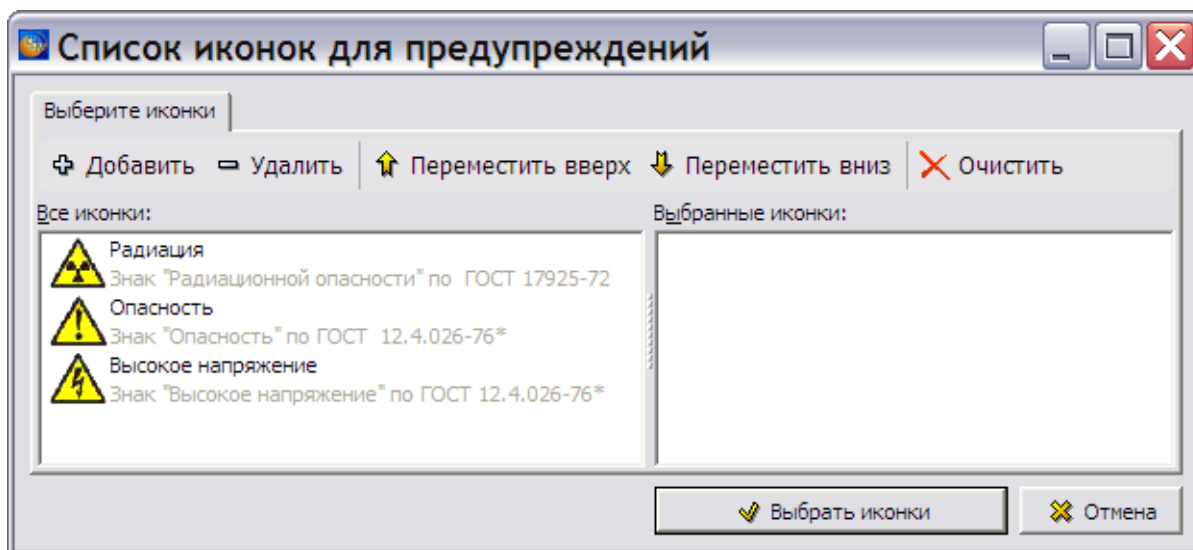 Список иконок для предупреждений
Выберите иконки
Добавить Удалить Переместить вверх Переместить вниз Очистить
Все иконки: Выбранные иконки:
Радиация
Знак "Радиационной опасности" по ГОСТ 17925-72
Опасность
Знак "Опасность" по ГОСТ 12.4.026-76*
Высокое напряжение
Знак "Высокое напряжение" по ГОСТ 12.4.026-76*
Выбрать иконки Отмена